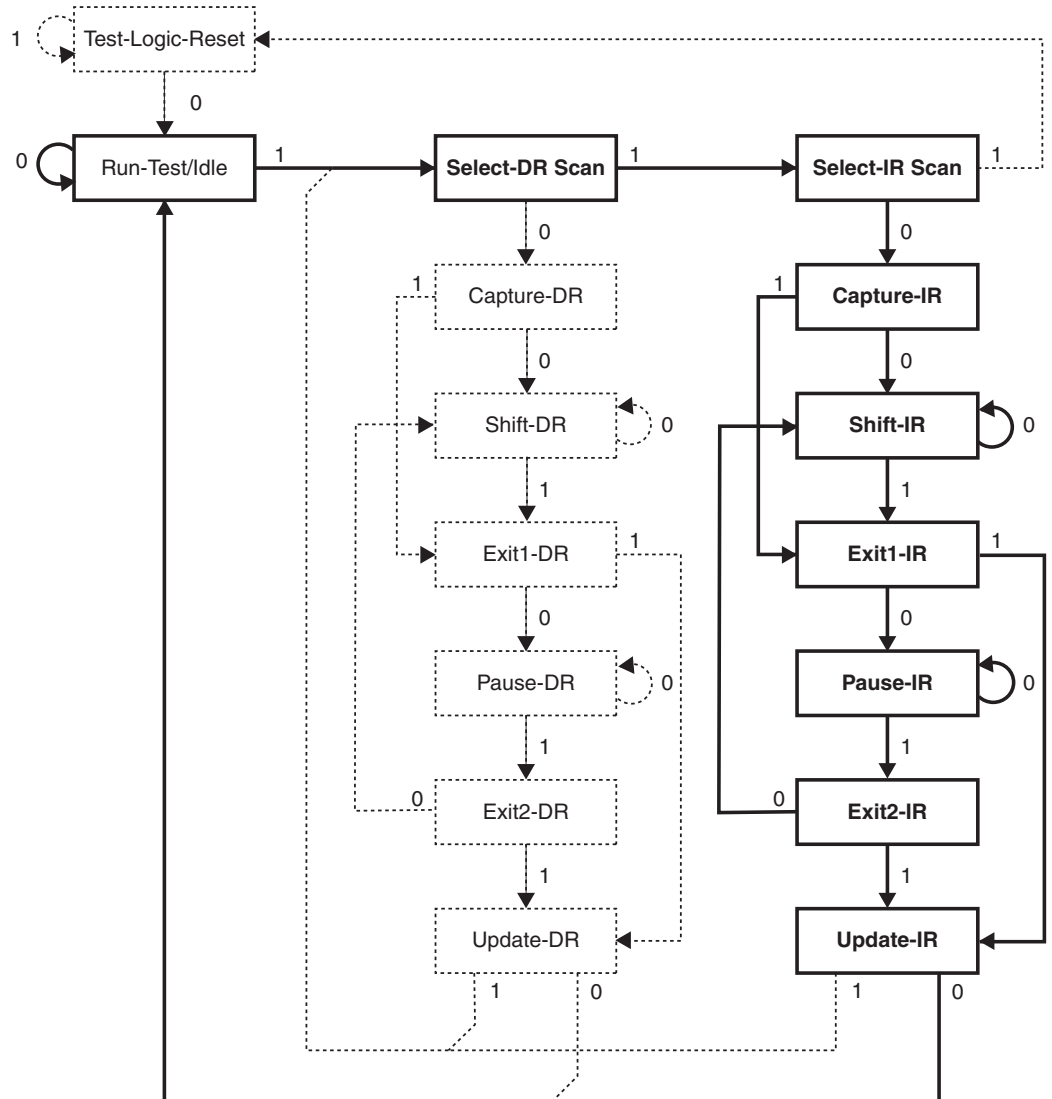 1 Test-Logic-Reset
0
0 Run-Test/Idle 1 Select-DR Scan 1 Select-IR Scan 1
0 0
1 Capture-DR 1 Capture-IR
0 0
Shift-DR 0 Shift-IR 0
1 1
Exit1-DR 1 Exit1-IR 1
0 0
Pause-DR 0 Pause-IR 0
1 1
0 Exit2-DR 0 Exit2-IR
1 1
Update-DR Update-IR
1 0 1 0